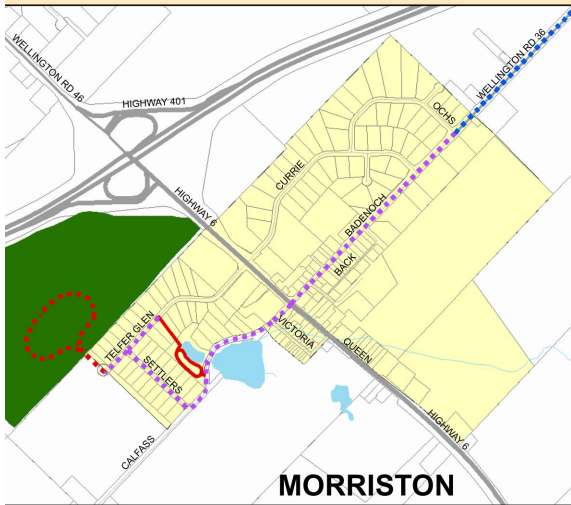 WELLINGTON RD 46
HIGHWAY 401
WELLINGTON RD 36
OCHS
CURRIE
HIGHWAY 6
BADENOCH
BACK
TELFER GLEN
VICTORIA
QUEEN
SETTLERS
CALFASS
HIGHWAY 6
MORRISTON